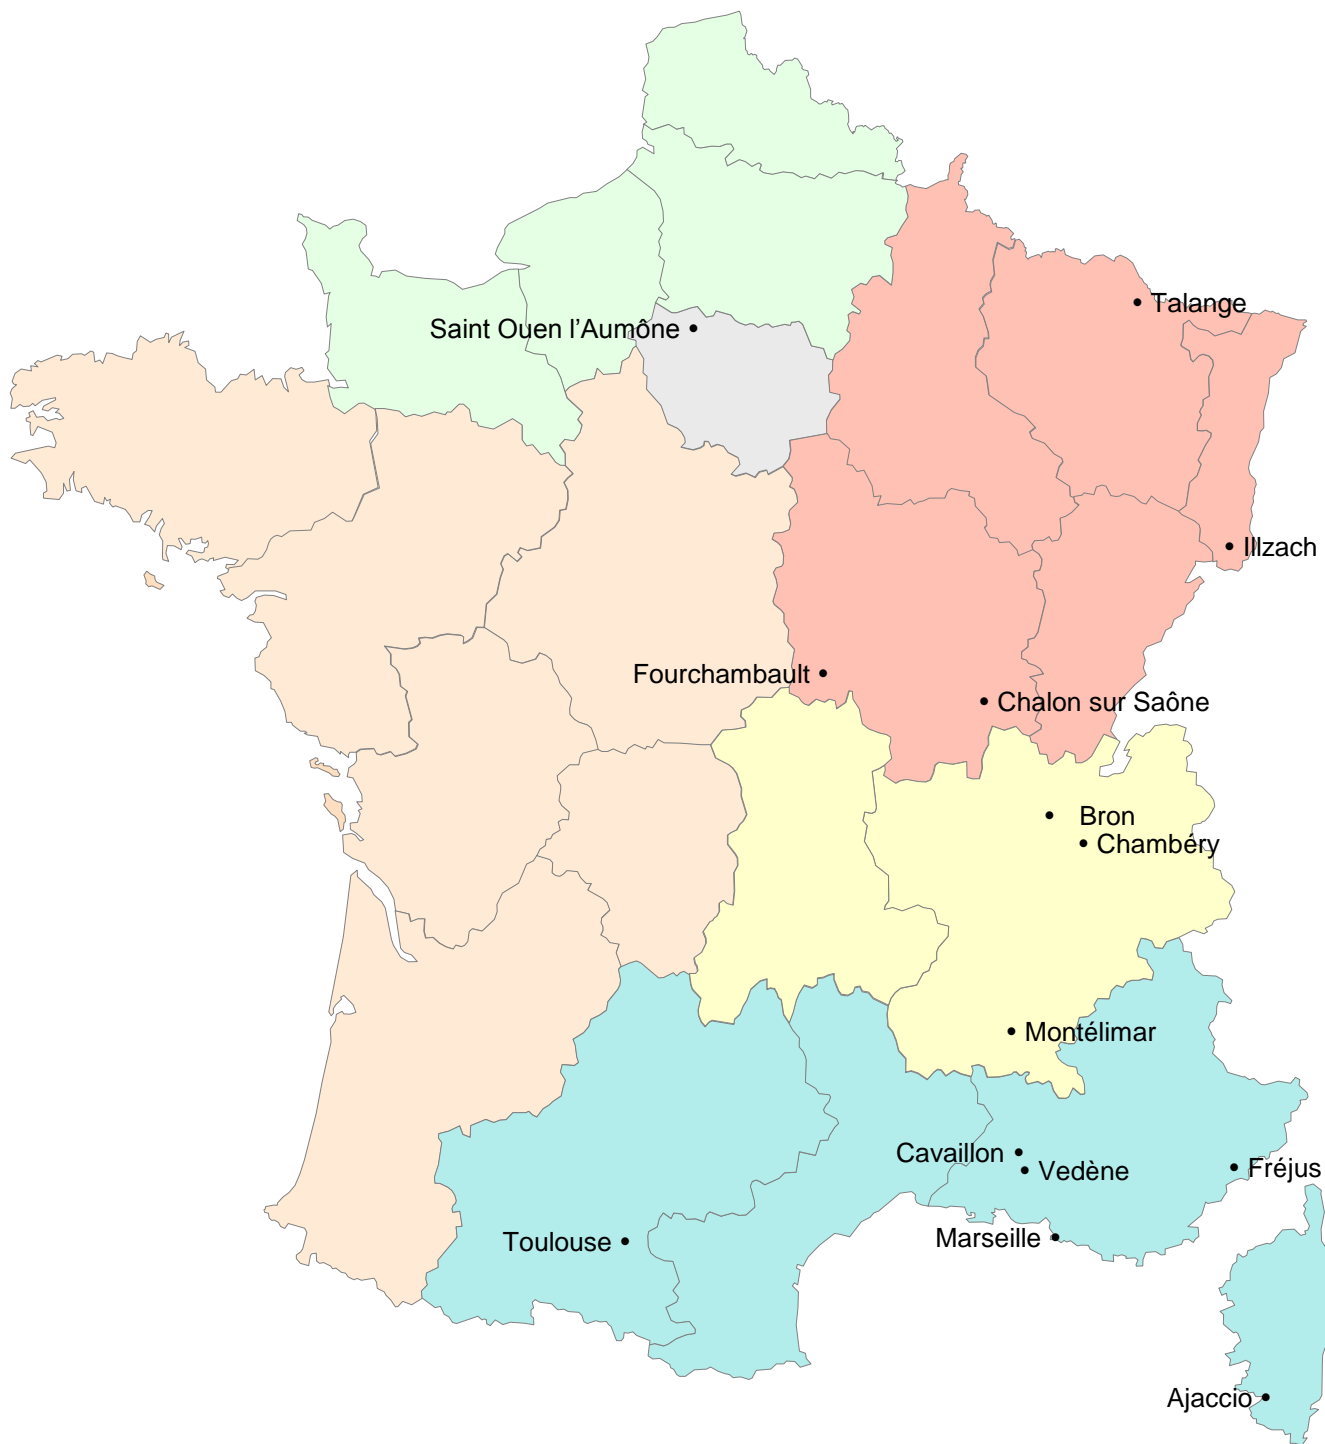 Talange
Saint Ouen l’Aumône
Illzach
Fourchambault
Chalon sur Saône
Bron
Chambéry
Montélimar
Cavaillon
Vedène
Fréjus
Marseille
Toulouse
Ajaccio